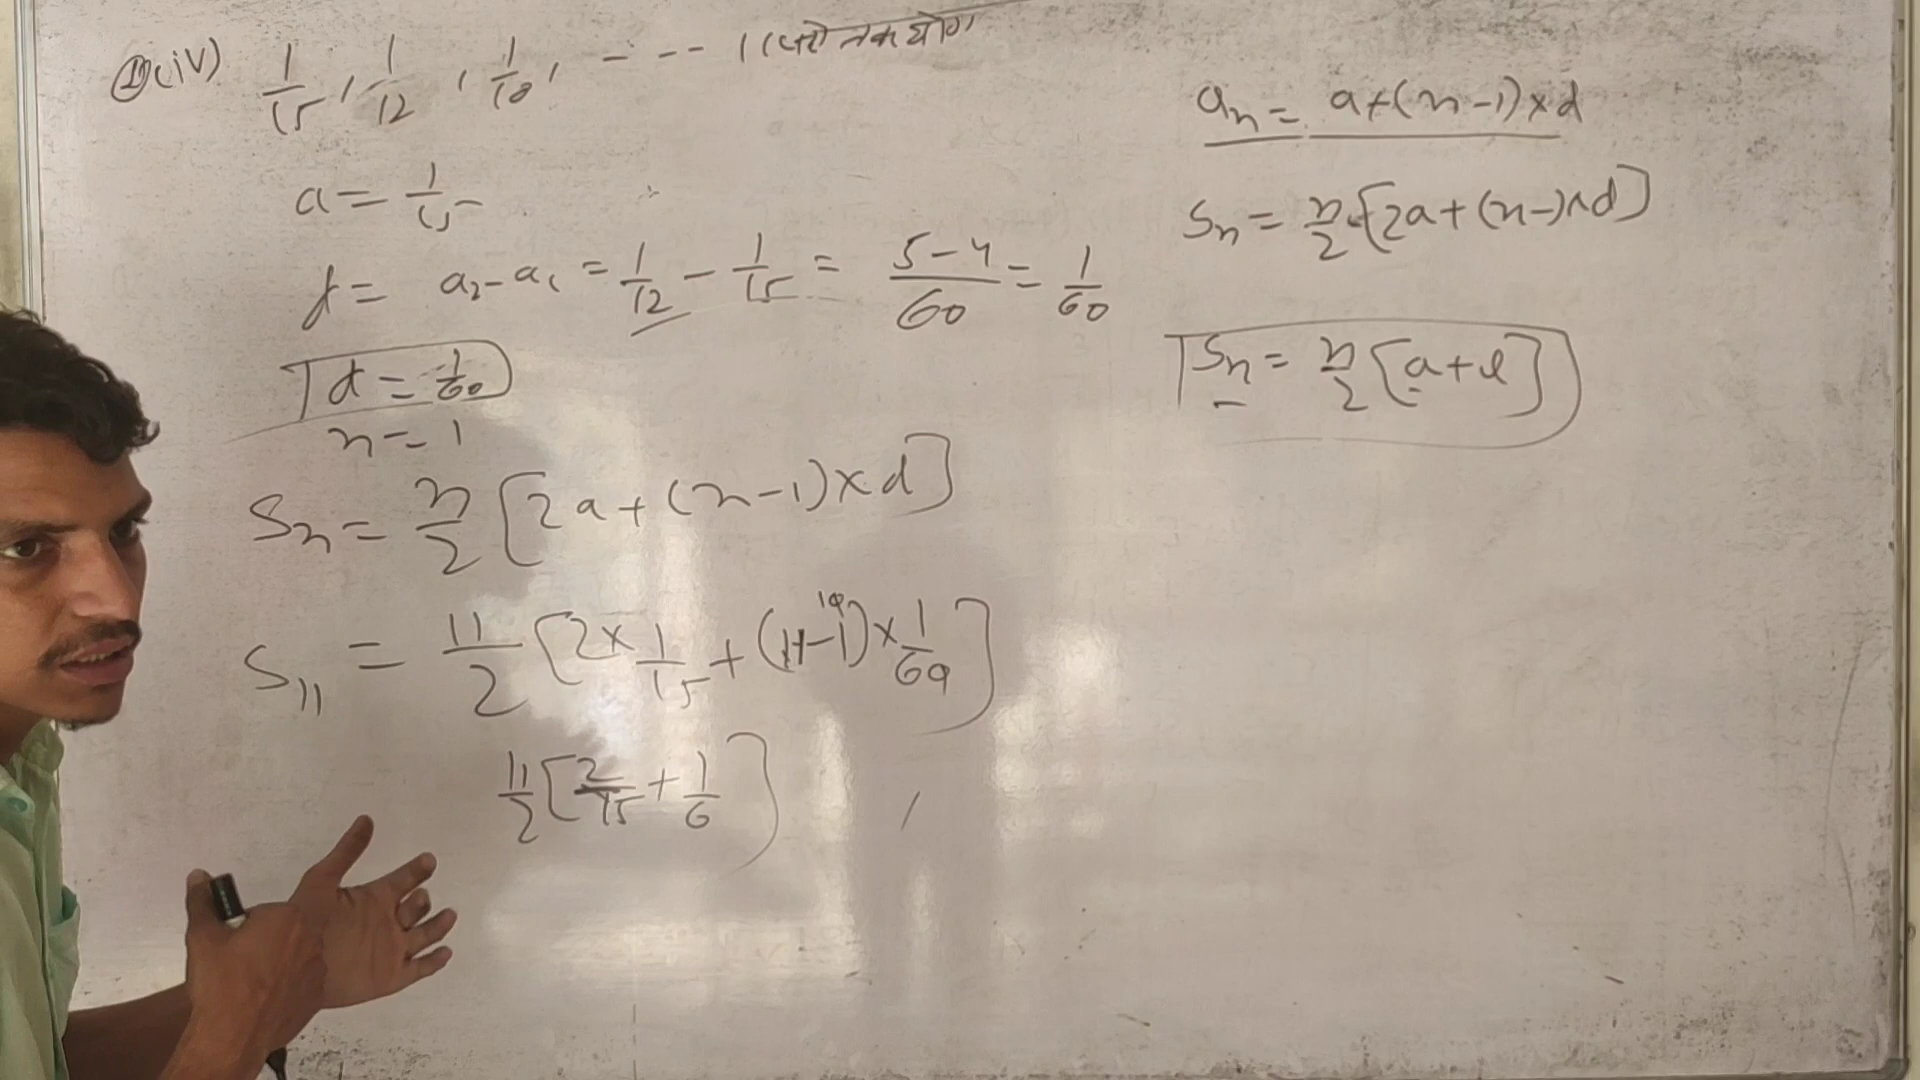 ①(iv) 1/15, 1/12, 1/10, - - - 11 पदों तक योग
a = 1/15
d = a₂-a₁ = 1/12 - 1/15 = 5-4/60 = 1/60
d = 1/60
n = 1
Sn = n/2 [2a+(n-1)×d]
S₁₁ = 11/2 [2×1/15+(11-1)×1/60]
10
11/2 [2/15+1/6]
an = a+(n-1)×d
Sn = n/2 [2a+(n-)×d]
Sn = n/2 [a+l]